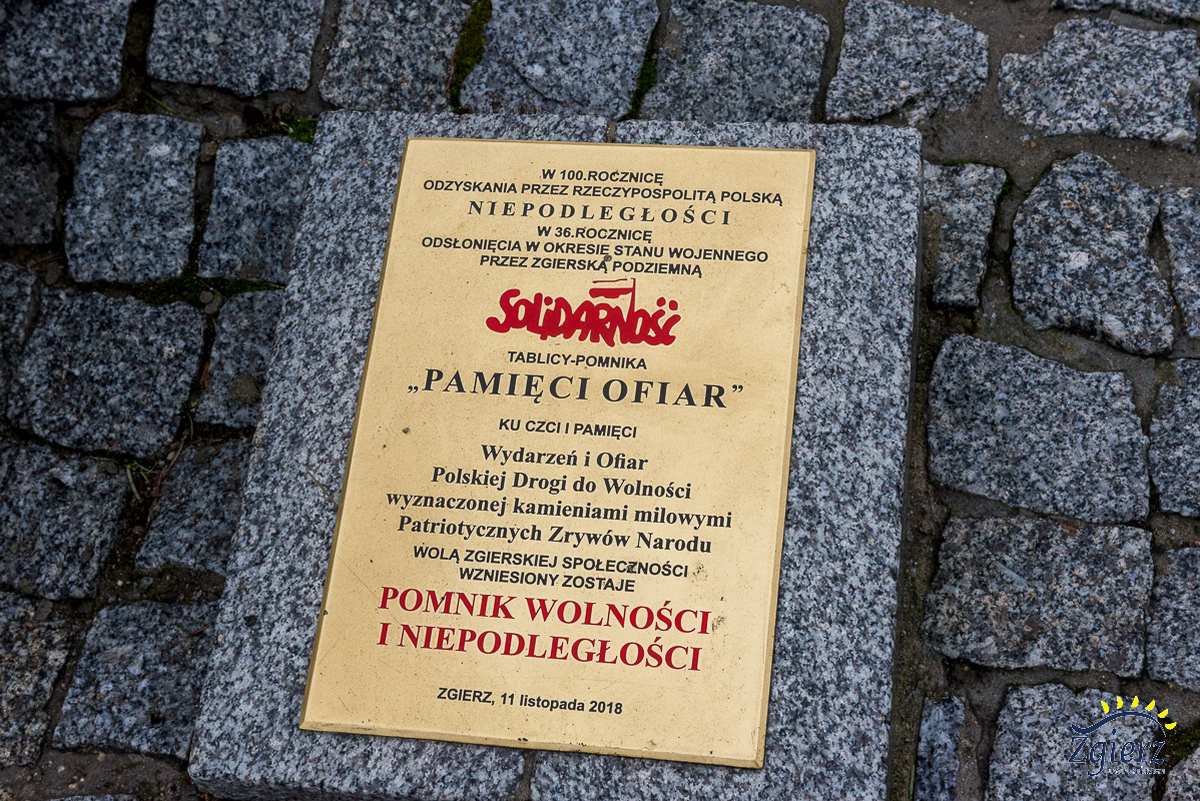 W 100.ROCZNICĘ
ODZYSKANIA PRZEZ RZECZYPOSPOLITĄ POLSKĄ
NIEPODLEGŁOŚCI
W 36.ROCZNICĘ
ODSŁONIĘCIA W OKRESIE STANU WOJENNEGO
PRZEZ ZGIERSKĄ PODZIEMNĄ
SOLIDARNOŚĆ
TABLICY-POMNIKA
„PAMIĘCI OFIAR”
KU CZCI I PAMIĘCI
Wydarzeń i Ofiar
Polskiej Drogi do Wolności
wyznaczonej kamieniami milowymi
Patriotycznych Zrywów Narodu
WOLĄ ZGIERSKIEJ SPOŁECZNOŚCI
WZNIESIONY ZOSTAJE
POMNIK WOLNOŚCI
I NIEPODLEGŁOŚCI
ZGIERZ, 11 listopada 2018
Zgierz